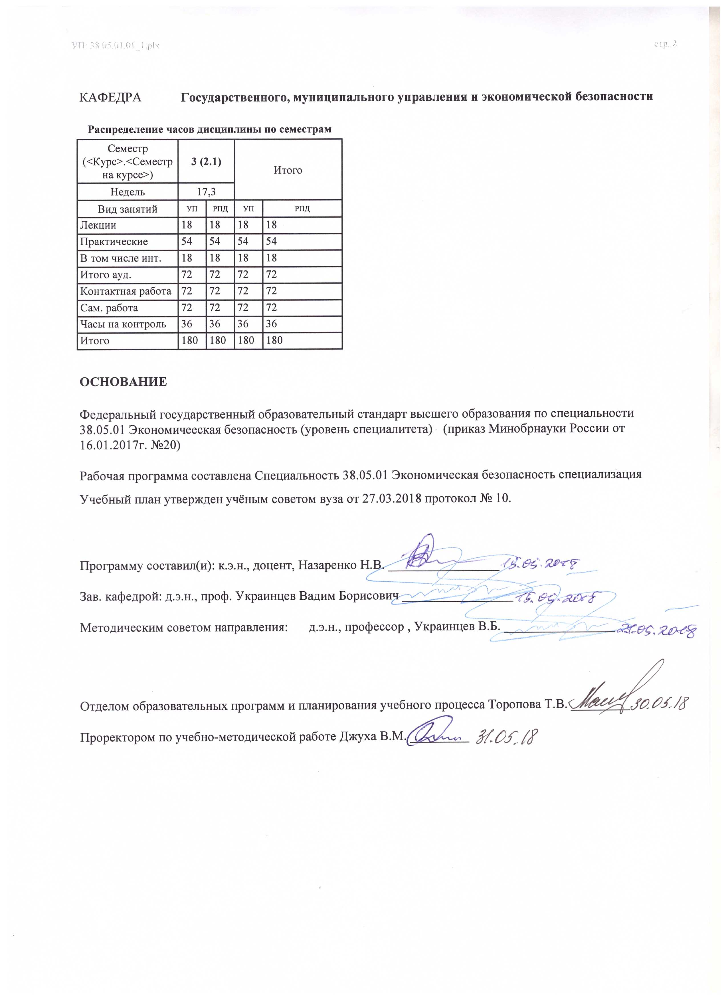 УП: 38.05.01.01_1.plx
стр. 2
КАФЕДРА Государственного, муниципального управления и экономической безопасности
Распределение часов дисциплины по семестрам
Семестр
(<Курс>.<Семестр
на курсе>)
3 (2.1)
Итого
Недель 17,3
Вид занятий УП РПД УП РПД
Лекции 18 18 18 18
Практические 54 54 54 54
В том числе инт. 18 18 18 18
Итого ауд. 72 72 72 72
Контактная работа 72 72 72 72
Сам. работа 72 72 72 72
Часы на контроль 36 36 36 36
Итого 180 180 180 180
ОСНОВАНИЕ
Федеральный государственный образовательный стандарт высшего образования по специальности
38.05.01 Экономичееская безопасность (уровень специалитета) (приказ Минобрнауки России от
16.01.2017г. №20)
Рабочая программа составлена Специальность 38.05.01 Экономическая безопасность специализация
Учебный план утвержден учёным советом вуза от 27.03.2018 протокол № 10.
Программу составил(и): к.э.н., доцент, Назаренко Н.В. 15.05.2018
Зав. кафедрой: д.э.н., проф. Украинцев Вадим Борисович 15.05.2018
Методическим советом направления: д.э.н., профессор , Украинцев В.Б. 21.05.2018
Отделом образовательных программ и планирования учебного процесса Торопова Т.В. 30.05.18
Проректором по учебно-методической работе Джуха В.М. 31.05.18